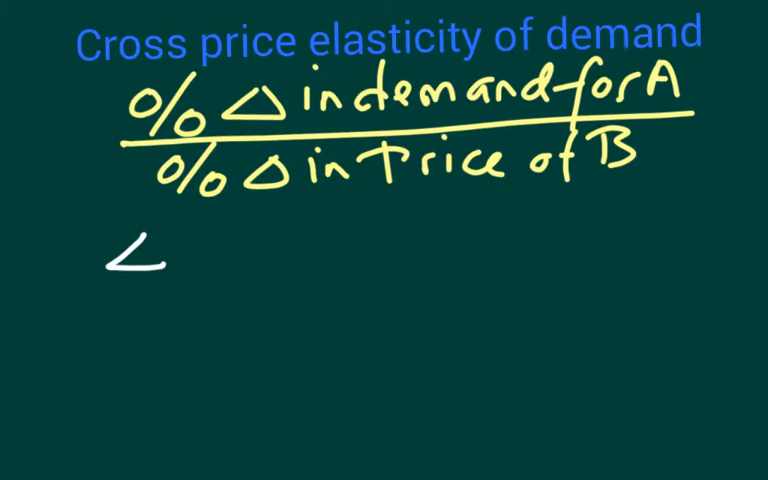 Cross price elasticity of demand
% Δ in demand for A
% Δ in Price of B
<